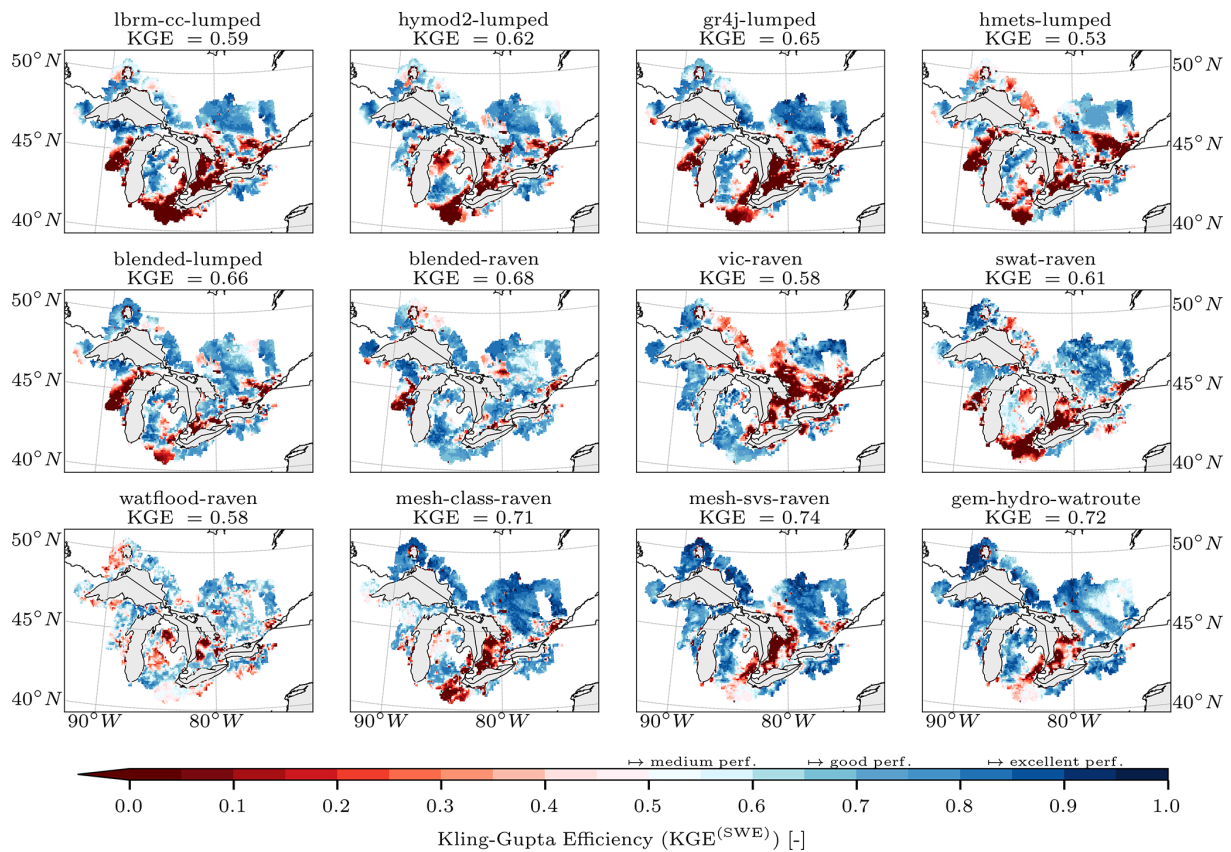 lbrm-cc-lumped
KGE = 0.59
hymod2-lumped
KGE = 0.62
gr4j-lumped
KGE = 0.65
hmets-lumped
KGE = 0.53
50°N
45°N
40°N
50°N
45°N
40°N
blended-lumped
KGE = 0.66
blended-raven
KGE = 0.68
vic-raven
KGE = 0.58
swat-raven
KGE = 0.61
50°N
45°N
40°N
50°N
45°N
40°N
watflood-raven
KGE = 0.58
mesh-class-raven
KGE = 0.71
mesh-svs-raven
KGE = 0.74
gem-hydro-watroute
KGE = 0.72
50°N
45°N
40°N
50°N
45°N
40°N
90°W 80°W
90°W 80°W
90°W 80°W
90°W 80°W
↦ medium perf. ↦ good perf. ↦ excellent perf.
0.0 0.1 0.2 0.3 0.4 0.5 0.6 0.7 0.8 0.9 1.0
Kling-Gupta Efficiency (KGE^(SWE)) [-]